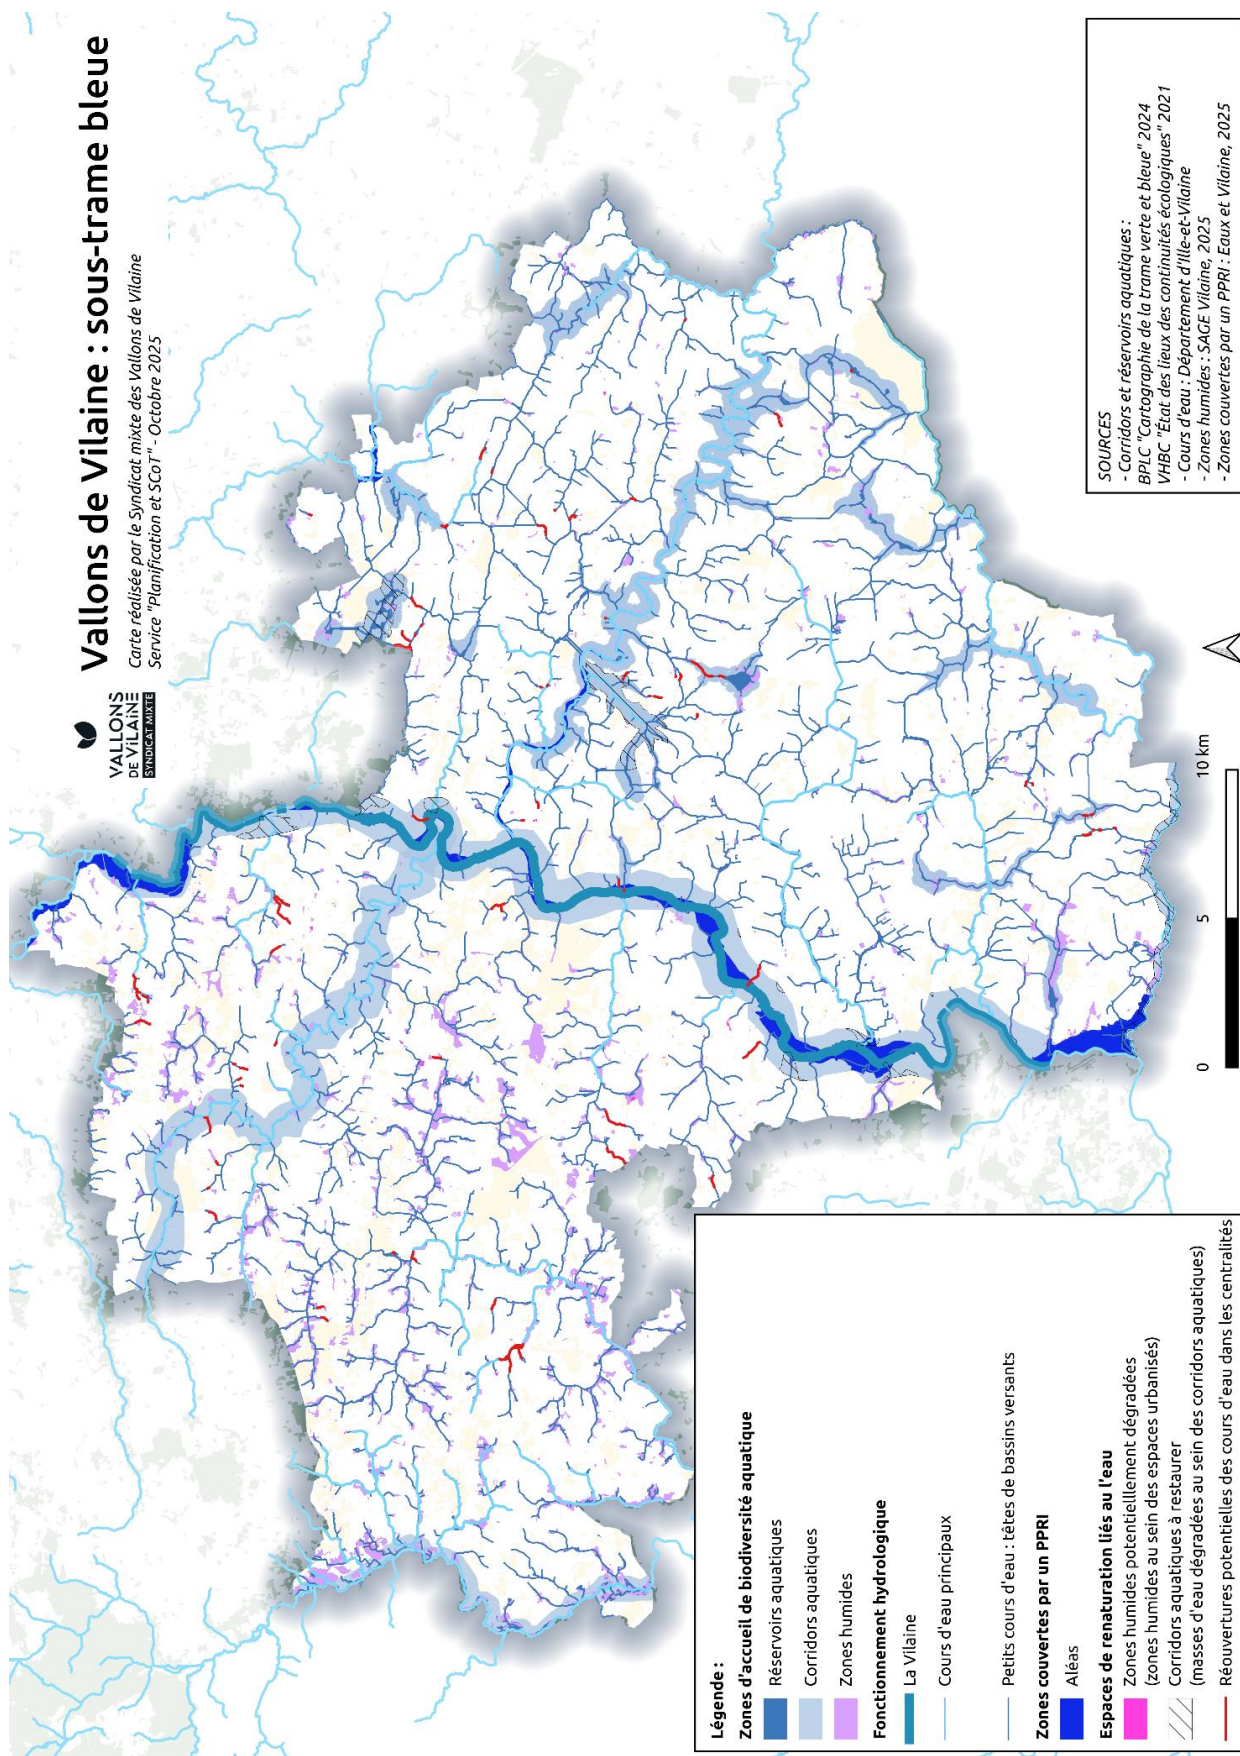 Vallons de Vilaine : sous-trame bleue
Carte réalisée par le Syndicat mixte des Vallons de Vilaine
Service "Planification et SCoT" - Octobre 2025
VALLONS
DE VILAINE
SYNDICAT MIXTE
Légende :
Zones d'accueil de biodiversité aquatique
Réservoirs aquatiques
Corridors aquatiques
Zones humides
Fonctionnement hydrologique
La Vilaine
Cours d'eau principaux
Petits cours d'eau : têtes de bassins versants
Zones couvertes par un PPRI
Aléas
Espaces de renaturation liés au l'eau
Zones humides potentielllement dégradées
(zones humides au sein des espaces urbanisés)
Corridors aquatiques à restaurer
(masses d'eau dégradées au sein des corridors aquatiques)
Réouvertures potentielles des cours d'eau dans les centralités
0
5
10 km
SOURCES
- Corridors et réservoirs aquatiques :
BPLC "Cartographie de la trame verte et bleue" 2024
VHBC "État des lieux des continuités écologiques" 2021
- Cours d'eau : Département d'Ille-et-Vilaine
- Zones humides : SAGE Vilaine, 2025
- Zones couvertes par un PPRI : Eaux et Vilaine, 2025